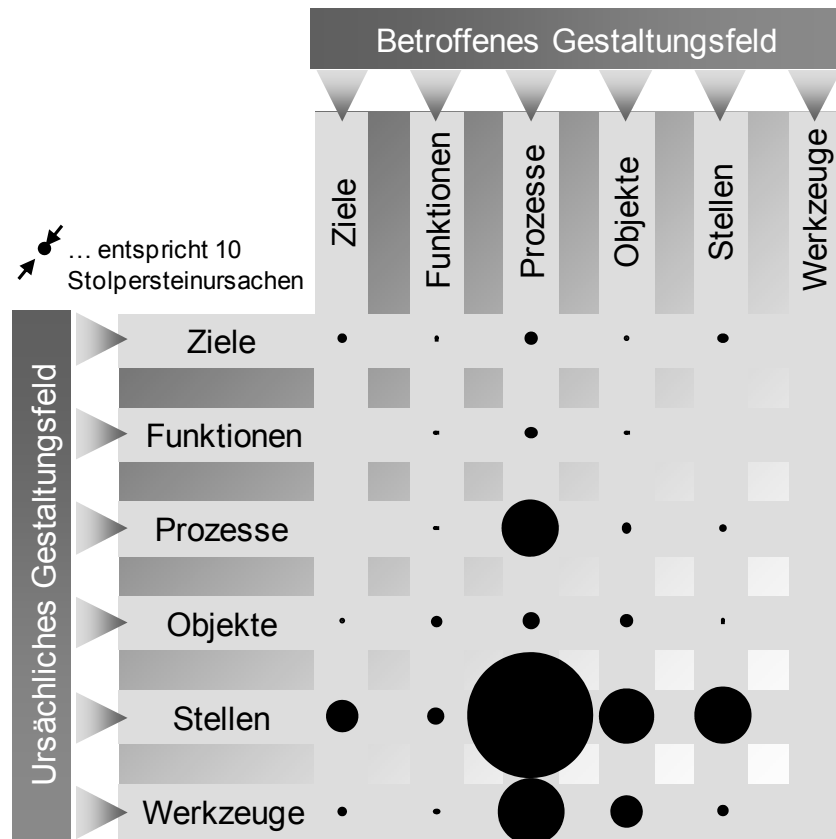 Betroffenes Gestaltungsfeld
Ziele
Funktionen
Prozesse
Objekte
Stellen
Werkzeuge
… entspricht 10
Stolpersteinursachen
Ursächliches Gestaltungsfeld
Ziele
Funktionen
Prozesse
Objekte
Stellen
Werkzeuge